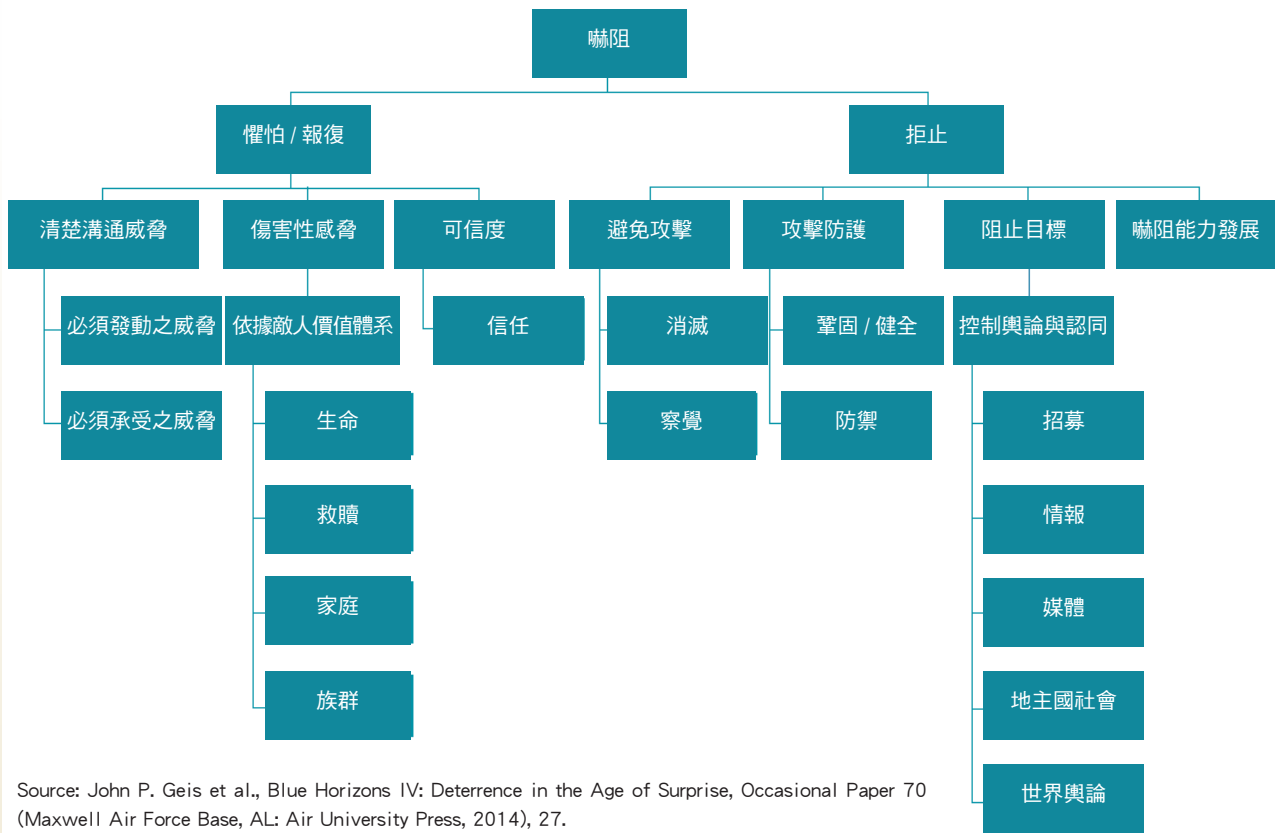 嚇阻
懼怕 / 報復
拒止
清楚溝通威脅
傷害性感脅
可信度
避免攻擊
攻擊防護
阻止目標
嚇阻能力發展
必須發動之威脅
依據敵人價值體系
信任
消滅
鞏固 / 健全
控制輿論與認同
必須承受之威脅
生命
察覺
防禦
招募
救贖
情報
家庭
媒體
族群
地主國社會
世界輿論
Source: John P. Geis et al., Blue Horizons IV: Deterrence in the Age of Surprise, Occasional Paper 70
(Maxwell Air Force Base, AL: Air University Press, 2014), 27.